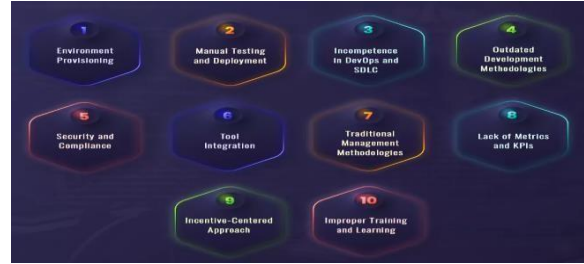 1
Environment
Provisioning
2
Manual Testing
and Deployment
3
Incompetence
in DevOps and
SDLC
4
Outdated
Development
Methodologies
5
Security and
Compliance
6
Tool
Integration
7
Traditional
Management
Methodologies
8
Lack of Metrics
and KPIs
9
Incentive-Centered
Approach
10
Improper Training
and Learning